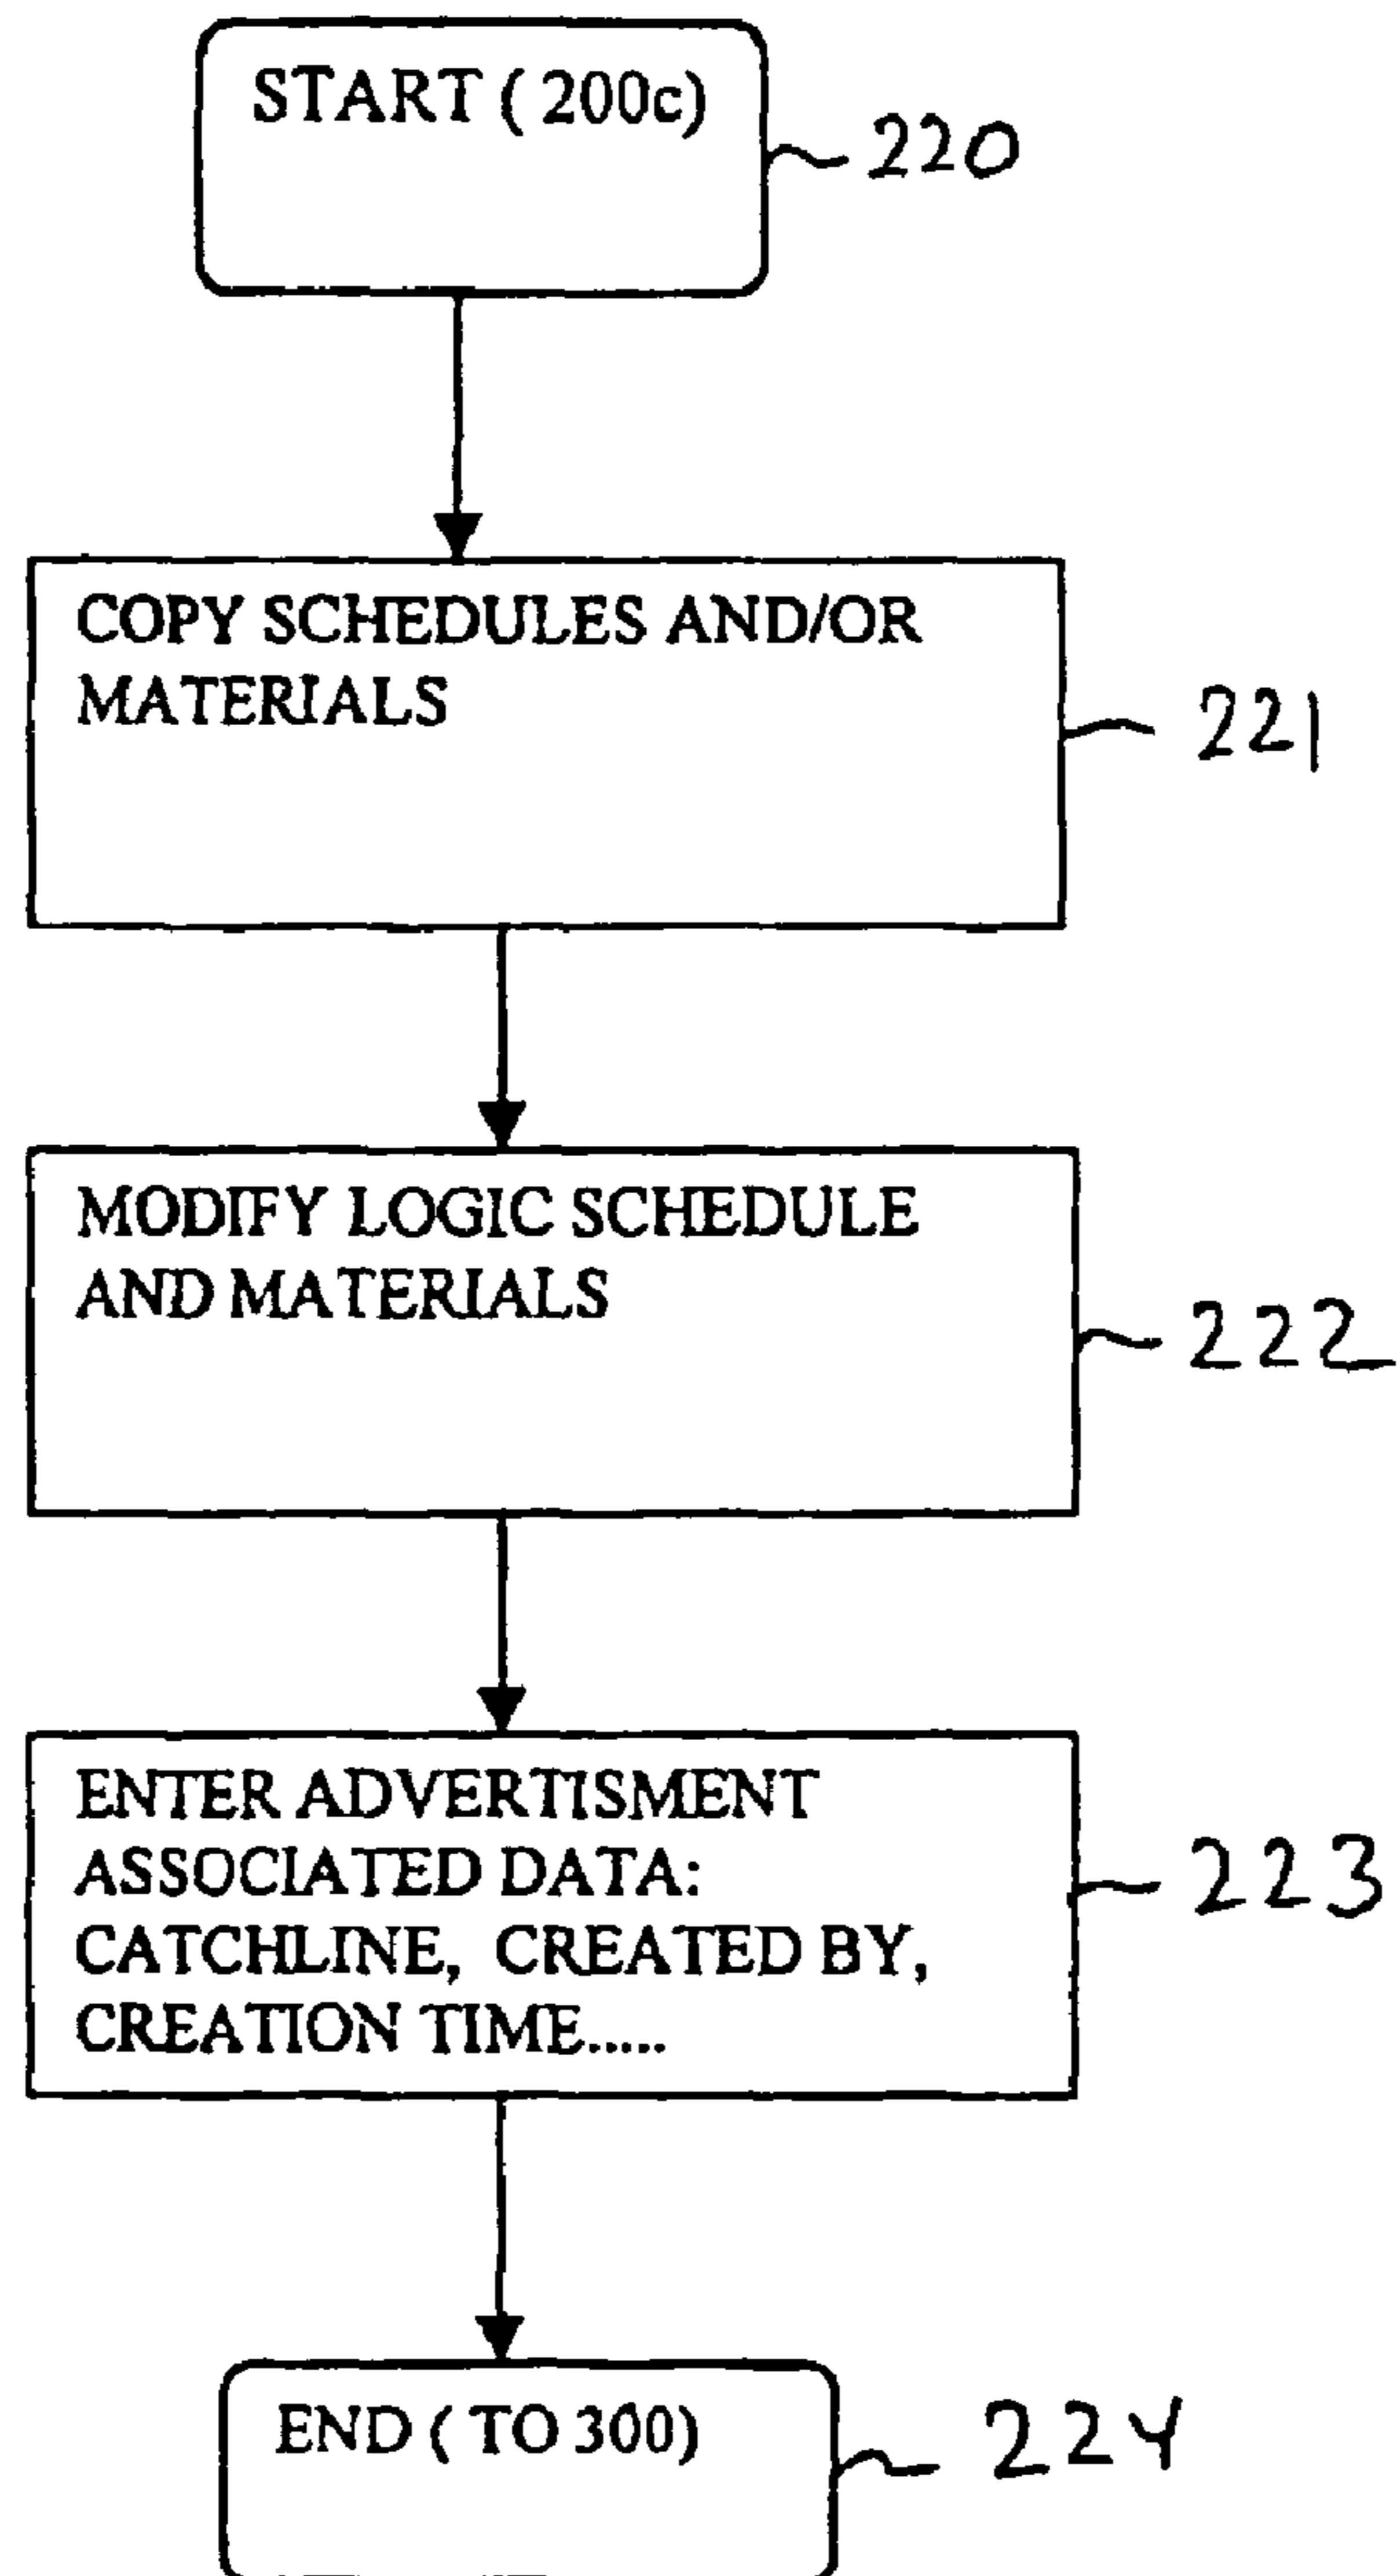 START ( 200c)
220
COPY SCHEDULES AND/OR
MATERIALS
221
MODIFY LOGIC SCHEDULE
AND MATERIALS
222
ENTER ADVERTISMENT
ASSOCIATED DATA:
CATCHLINE, CREATED BY,
CREATION TIME.....
223
END ( TO 300)
224